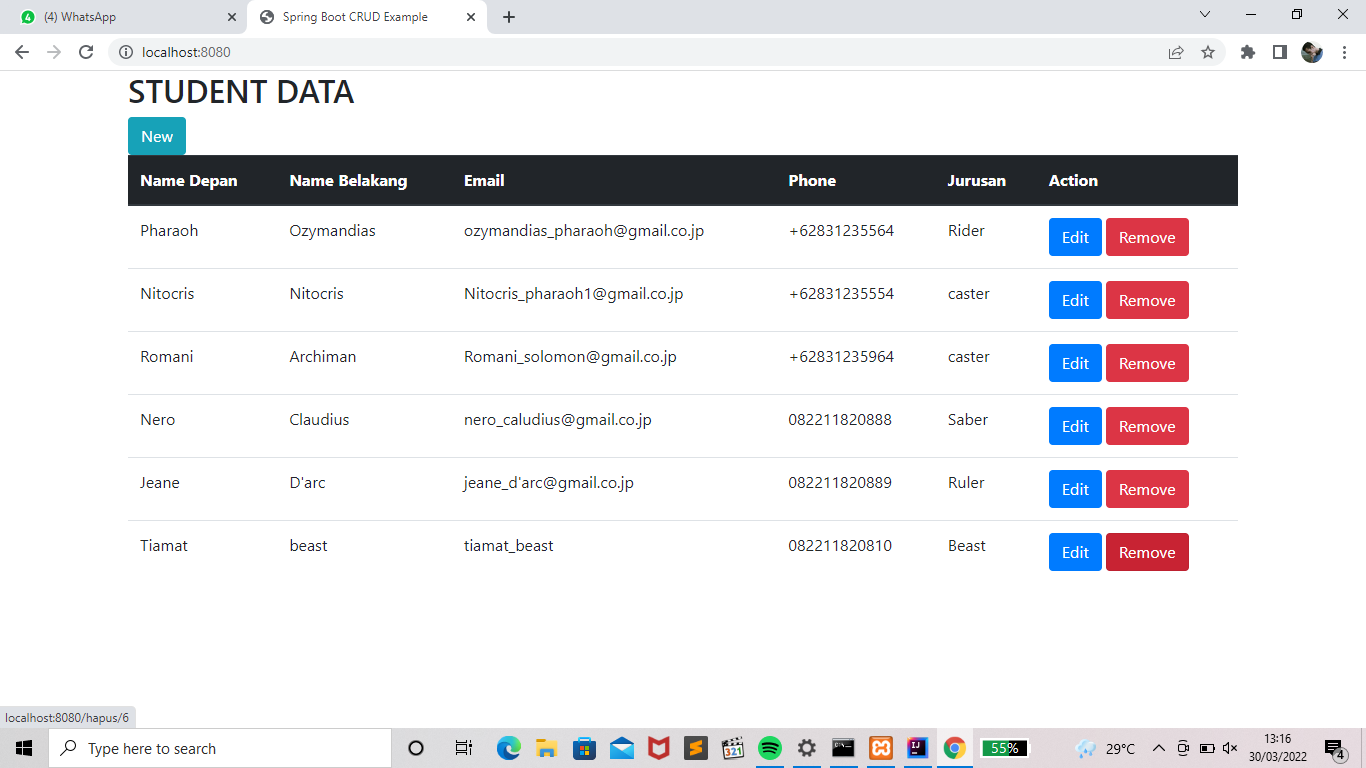 (4) WhatsApp
Spring Boot CRUD Example
localhost:8080
STUDENT DATA
New
Name Depan Name Belakang Email Phone Jurusan Action
Pharaoh Ozymandias ozymandias_pharaoh@gmail.co.jp +62831235564 Rider Edit Remove
Nitocris Nitocris Nitocris_pharaoh1@gmail.co.jp +62831235554 caster Edit Remove
Romani Archiman Romani_solomon@gmail.co.jp +62831235964 caster Edit Remove
Nero Claudius nero_caludius@gmail.co.jp 082211820888 Saber Edit Remove
Jeane D'arc jeane_d'arc@gmail.co.jp 082211820889 Ruler Edit Remove
Tiamat beast tiamat_beast 082211820810 Beast Edit Remove
localhost:8080/hapus/6
Type here to search
321
55%
29°C
13:16
30/03/2022
4